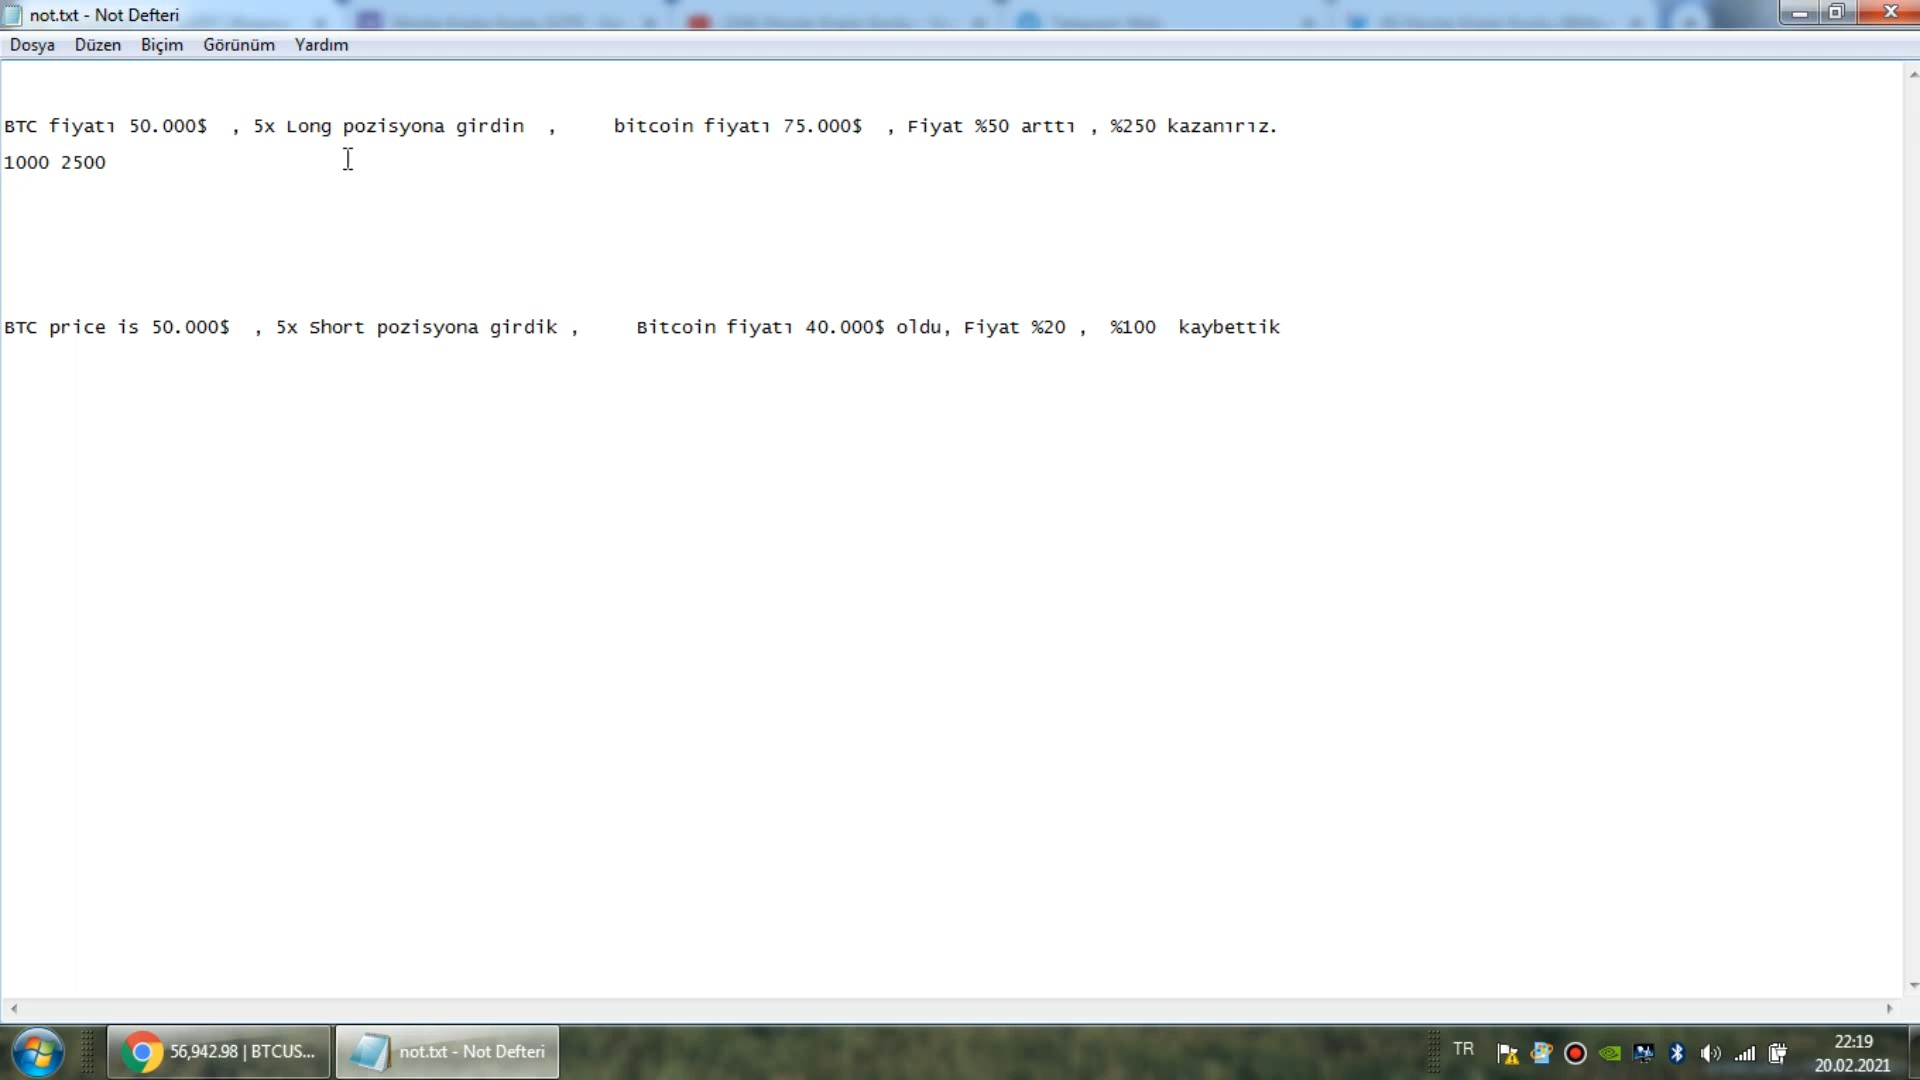 not.txt - Not Defteri
Dosya Düzen Biçim Görünüm Yardım
BTC fiyatı 50.000$ , 5x Long pozisyona girdin , bitcoin fiyatı 75.000$ , Fiyat %50 arttı , %250 kazanırız.
1000 2500
BTC price is 50.000$ , 5x Short pozisyona girdik , Bitcoin fiyatı 40.000$ oldu, Fiyat %20 , %100 kaybettik
56,942.98 | BTCUS...
not.txt - Not Defteri
TR
22:19
20.02.2021